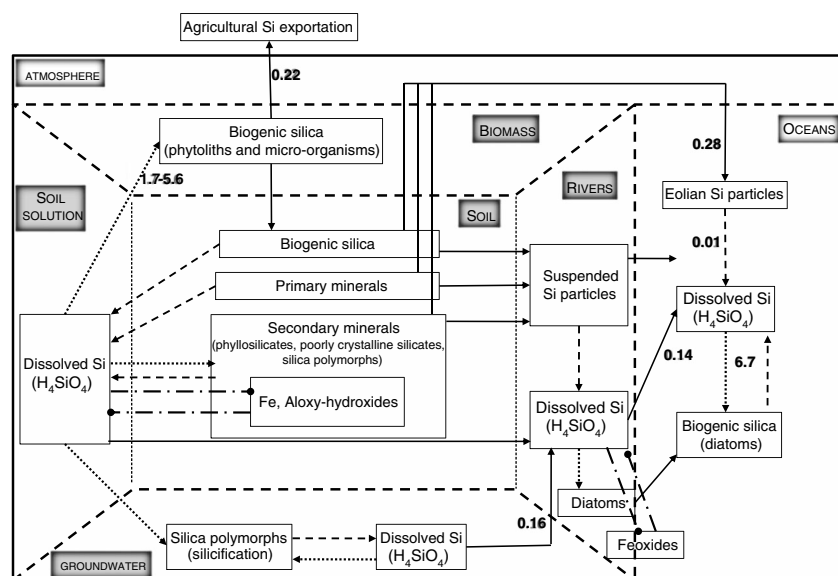 Agricultural Si exportation
0.22
ATMOSPHERE
Biogenic silica
(phytoliths and micro-organisms)
BIOMASS
OCEANS
0.28
1.7-5.6
SOIL
SOLUTION
SOIL
RIVERS
Eolian Si particles
0.01
Biogenic silica
Primary minerals
Suspended
Si particles
Secondary minerals
(phyllosilicates, poorly crystalline silicates,
silica polymorphs)
Dissolved Si
(H4SiO4)
Dissolved Si
(H4SiO4)
0.14
6.7
Fe, Aloxy-hydroxides
Dissolved Si
(H4SiO4)
Biogenic silica
(diatoms)
Diatoms
0.16
Silica polymorphs
(silicification)
Dissolved Si
(H4SiO4)
Feoxides
GROUNDWATER